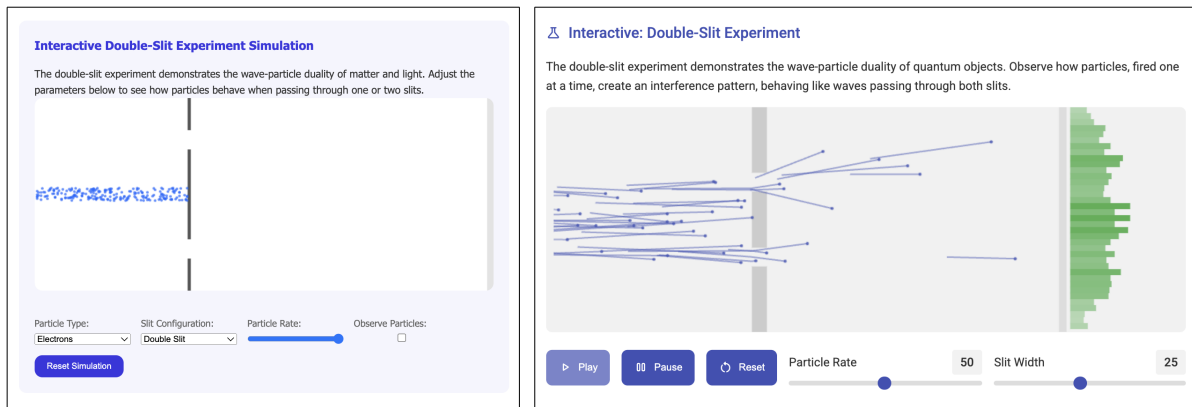 Interactive Double-Slit Experiment Simulation
The double-slit experiment demonstrates the wave-particle duality of matter and light. Adjust the
parameters below to see how particles behave when passing through one or two slits.
Particle Type:
Electrons
Slit Configuration:
Double Slit
Particle Rate:
Observe Particles:
Reset Simulation
Interactive: Double-Slit Experiment
The double-slit experiment demonstrates the wave-particle duality of quantum objects. Observe how particles, fired one
at a time, create an interference pattern, behaving like waves passing through both slits.
Play
Pause
Reset
Particle Rate
50
Slit Width
25